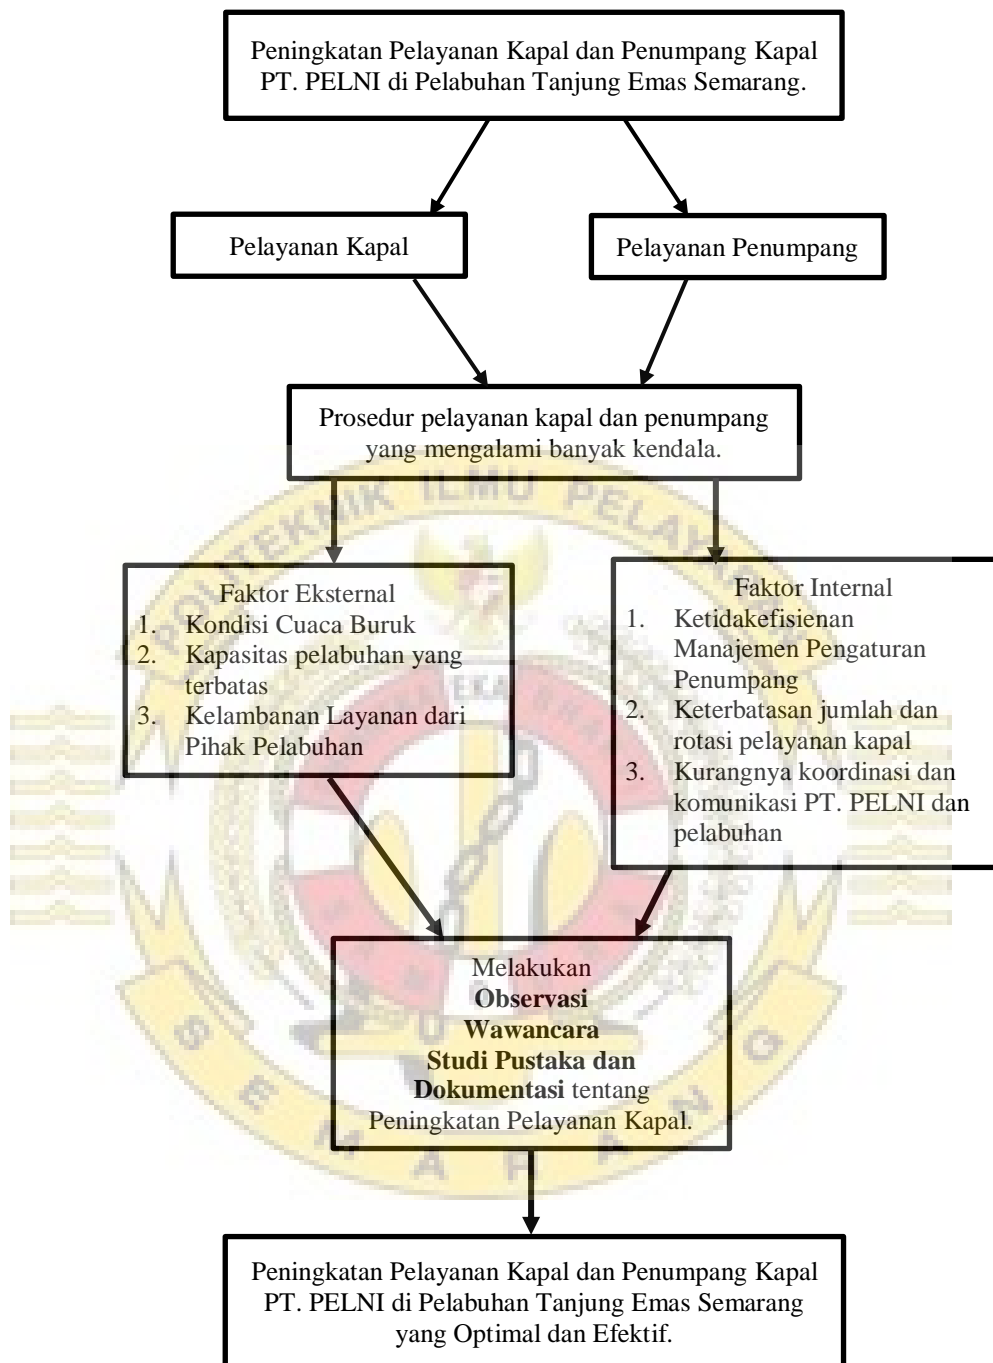 Peningkatan Pelayanan Kapal dan Penumpang Kapal
PT. PELNI di Pelabuhan Tanjung Emas Semarang.
Pelayanan Kapal
Pelayanan Penumpang
Prosedur pelayanan kapal dan penumpang
yang mengalami banyak kendala.
POLITEKNIK ILMU PELAYARAN
Faktor Eksternal
1. Kondisi Cuaca Buruk
2. Kapasitas pelabuhan yang
terbatas
3. Kelambanan Layanan dari
Pihak Pelabuhan
Faktor Internal
1. Ketidakefisienan
Manajemen Pengaturan
Penumpang
2. Keterbatasan jumlah dan
rotasi pelayanan kapal
3. Kurangnya koordinasi dan
komunikasi PT. PELNI dan
pelabuhan
Melakukan
Observasi
Wawancara
Studi Pustaka dan
Dokumentasi tentang
Peningkatan Pelayanan Kapal.
SEMARANG
Peningkatan Pelayanan Kapal dan Penumpang Kapal
PT. PELNI di Pelabuhan Tanjung Emas Semarang
yang Optimal dan Efektif.